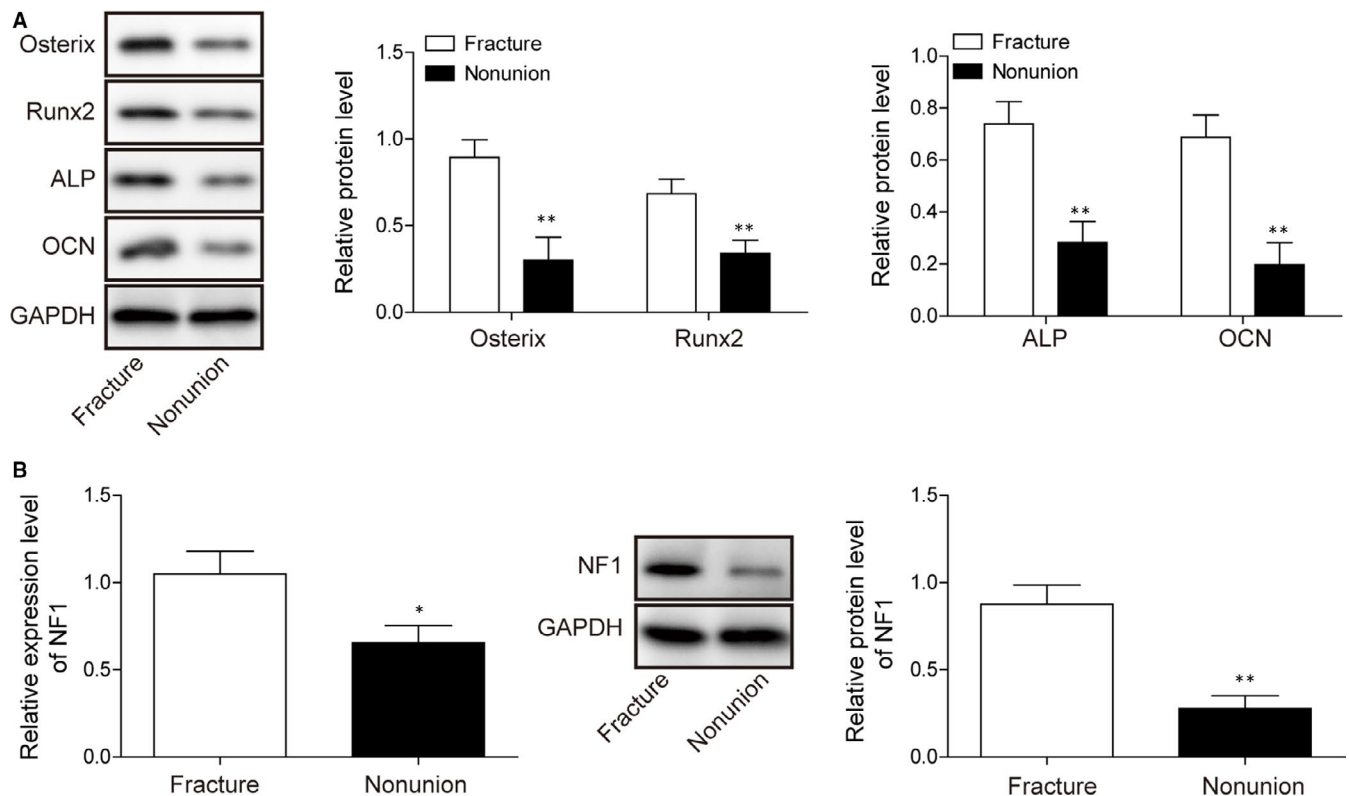 A
Osterix
Runx2
ALP
OCN
GAPDH
Fracture
Nonunion
Relative protein level
1.5
1.0
0.5
0.0
Fracture
Nonunion
**
**
Osterix
Runx2
Relative protein level
1.0
0.8
0.6
0.4
0.2
0.0
Fracture
Nonunion
**
**
ALP
OCN
B
Relative expression level
of NF1
1.5
1.0
0.5
0.0
*
Fracture
Nonunion
NF1
GAPDH
Fracture
Nonunion
Relative protein level
of NF1
1.5
1.0
0.5
0.0
**
Fracture
Nonunion